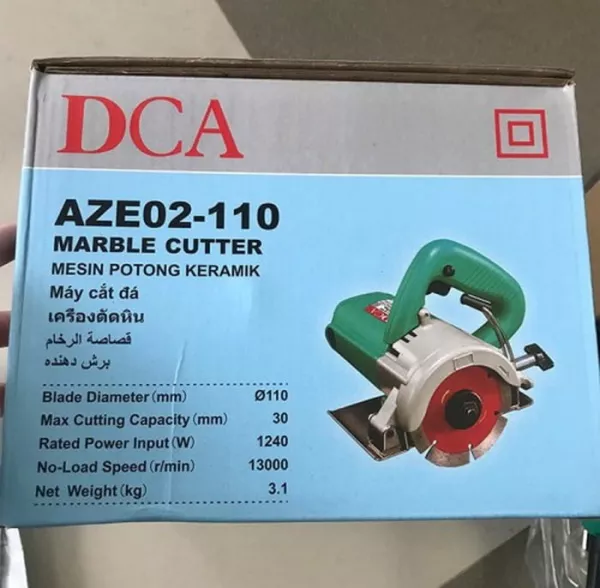 DCA
AZE02-110
MARBLE CUTTER
MESIN POTONG KERAMIK
Máy cắt đá
เครื่องตัดหิน
قصاصة الرخام
برش دهنده
Blade Diameter(mm) Ø110
Max Cutting Capacity(mm) 30
Rated Power Input(W) 1240
No-Load Speed(r/min) 13000
Net Weight(kg) 3.1